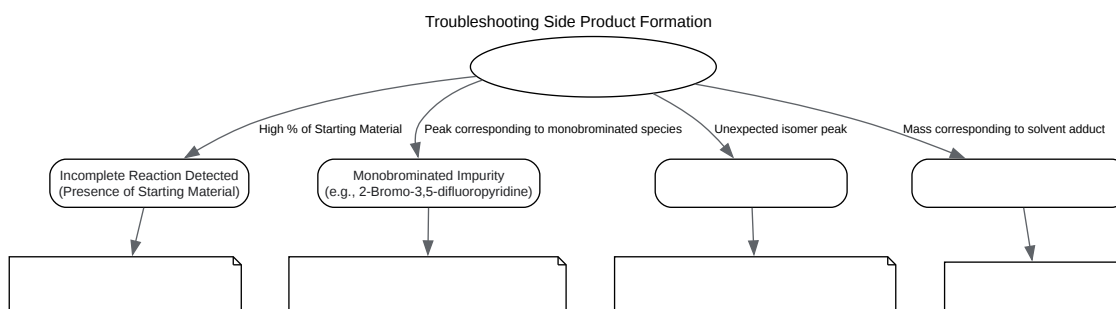 Troubleshooting Side Product Formation
High % of Starting Material
Peak corresponding to monobrominated species
Unexpected isomer peak
Mass corresponding to solvent adduct
Incomplete Reaction Detected
(Presence of Starting Material)
Monobrominated Impurity
(e.g., 2-Bromo-3,5-difluoropyridine)